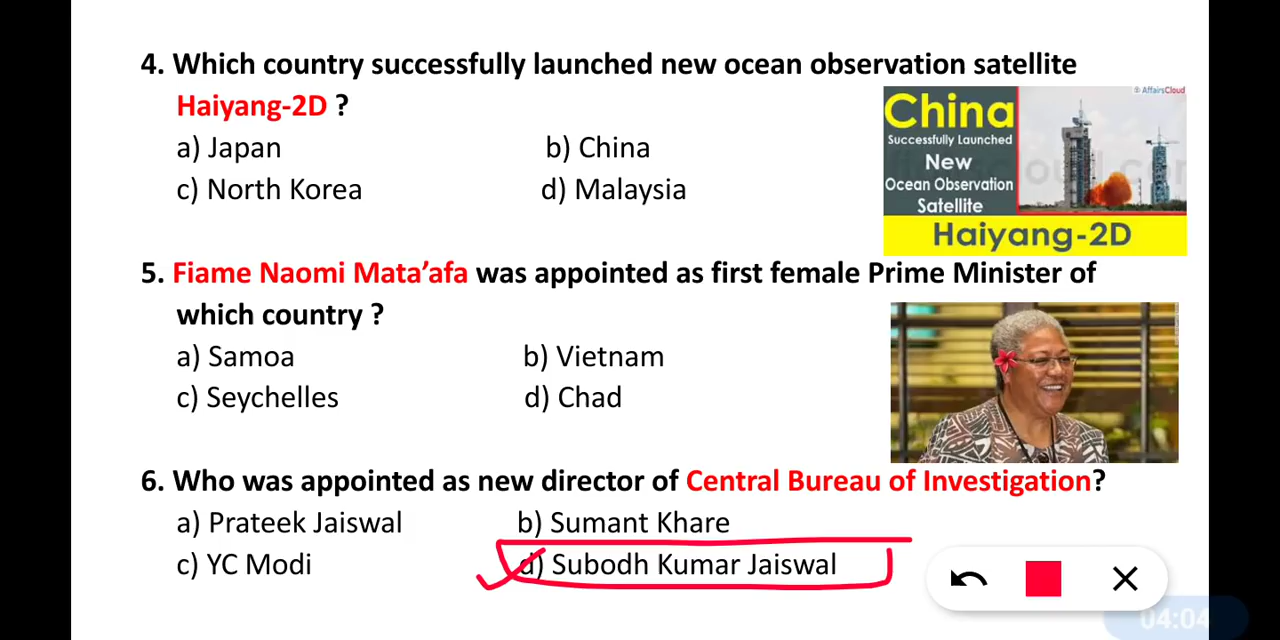 4. Which country successfully launched new ocean observation satellite
Haiyang-2D ?
a) Japan
b) China
c) North Korea
d) Malaysia
AffairsCloud
China
Successfully Launched
New
Ocean Observation
Satellite
Haiyang-2D
5. Fiame Naomi Mata’afa was appointed as first female Prime Minister of
which country ?
a) Samoa
b) Vietnam
c) Seychelles
d) Chad
6. Who was appointed as new director of Central Bureau of Investigation?
a) Prateek Jaiswal
b) Sumant Khare
c) YC Modi
d) Subodh Kumar Jaiswal
04:04